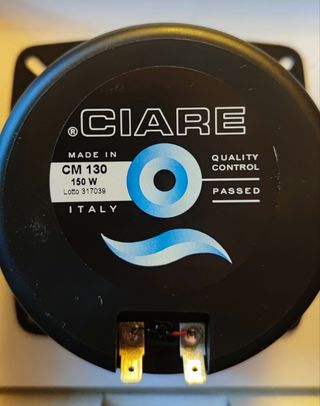 ®CIARE
MADE IN
CM 130
150 W
Lotto 317039
ITALY
QUALITY
CONTROL
PASSED